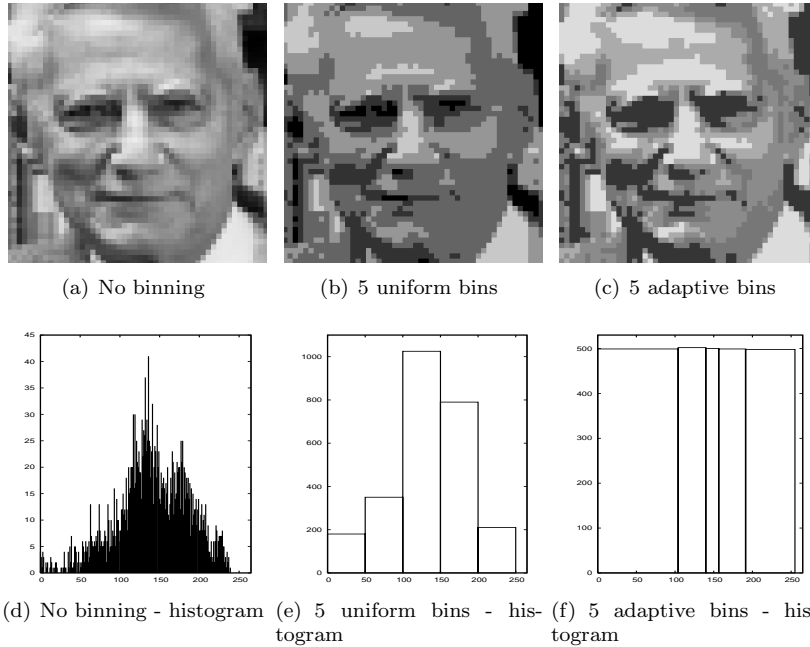 (a) No binning
(b) 5 uniform bins
(c) 5 adaptive bins
45
40
35
30
25
20
15
10
5
0
0 50 100 150 200 250
1000
800
600
400
200
0
0 50 100 150 200 250
500
400
300
200
100
0
0 50 100 150 200 250
(d) No binning - histogram
(e) 5 uniform bins - his-
togram
(f) 5 adaptive bins - his
togram